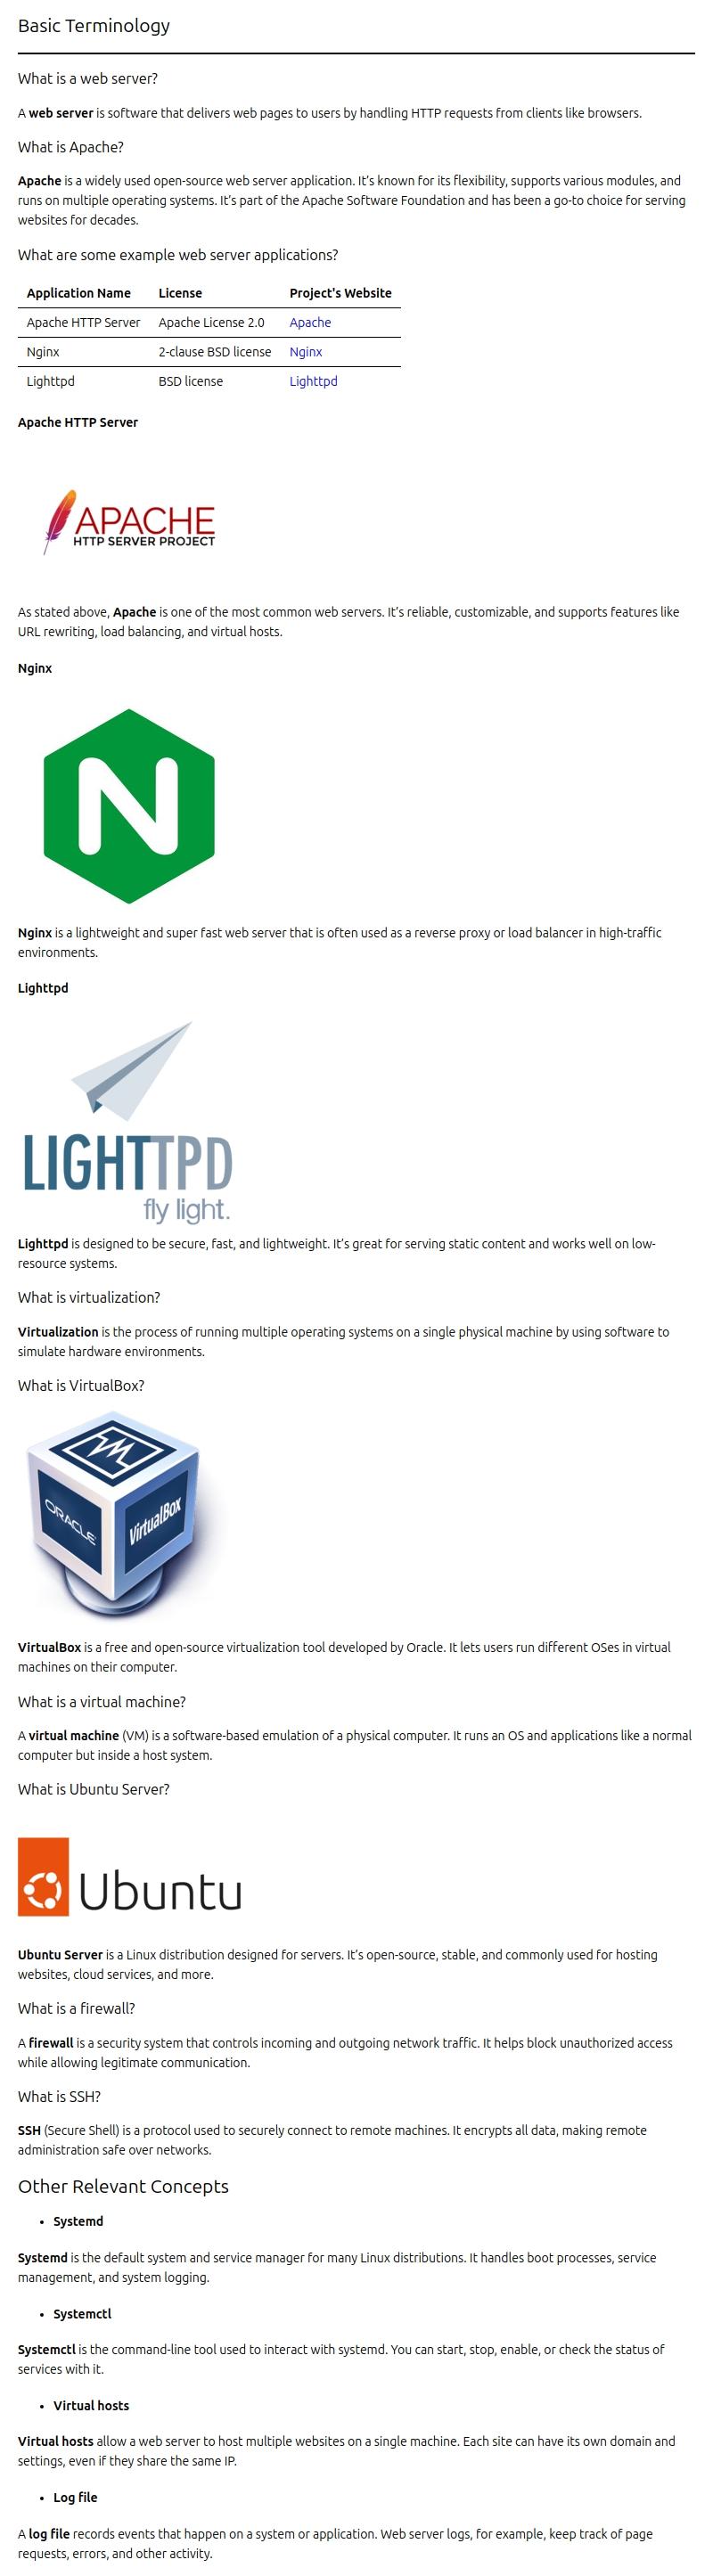 Basic Terminology
What is a web server?
A web server is software that delivers web pages to users by handling HTTP requests from clients like browsers.
What is Apache?
Apache is a widely used open-source web server application. It’s known for its flexibility, supports various modules, and
runs on multiple operating systems. It’s part of the Apache Software Foundation and has been a go-to choice for serving
websites for decades.
What are some example web server applications?
Application Name License Project's Website
Apache HTTP Server Apache License 2.0 Apache
Nginx 2-clause BSD license Nginx
Lighttpd BSD license Lighttpd
Apache HTTP Server
APACHE
HTTP SERVER PROJECT
As stated above, Apache is one of the most common web servers. It’s reliable, customizable, and supports features like
URL rewriting, load balancing, and virtual hosts.
Nginx
N
Nginx is a lightweight and super fast web server that is often used as a reverse proxy or load balancer in high-traffic
environments.
Lighttpd
LIGHTTPD
fly light.
Lighttpd is designed to be secure, fast, and lightweight. It’s great for serving static content and works well on low-
resource systems.
What is virtualization?
Virtualization is the process of running multiple operating systems on a single physical machine by using software to
simulate hardware environments.
What is VirtualBox?
ORACLE VirtualBox
VirtualBox is a free and open-source virtualization tool developed by Oracle. It lets users run different OSes in virtual
machines on their computer.
What is a virtual machine?
A virtual machine (VM) is a software-based emulation of a physical computer. It runs an OS and applications like a normal
computer but inside a host system.
What is Ubuntu Server?
Ubuntu
Ubuntu Server is a Linux distribution designed for servers. It’s open-source, stable, and commonly used for hosting
websites, cloud services, and more.
What is a firewall?
A firewall is a security system that controls incoming and outgoing network traffic. It helps block unauthorized access
while allowing legitimate communication.
What is SSH?
SSH (Secure Shell) is a protocol used to securely connect to remote machines. It encrypts all data, making remote
administration safe over networks.
Other Relevant Concepts
• Systemd
Systemd is the default system and service manager for many Linux distributions. It handles boot processes, service
management, and system logging.
• Systemctl
Systemctl is the command-line tool used to interact with systemd. You can start, stop, enable, or check the status of
services with it.
• Virtual hosts
Virtual hosts allow a web server to host multiple websites on a single machine. Each site can have its own domain and
settings, even if they share the same IP.
• Log file
A log file records events that happen on a system or application. Web server logs, for example, keep track of page
requests, errors, and other activity.